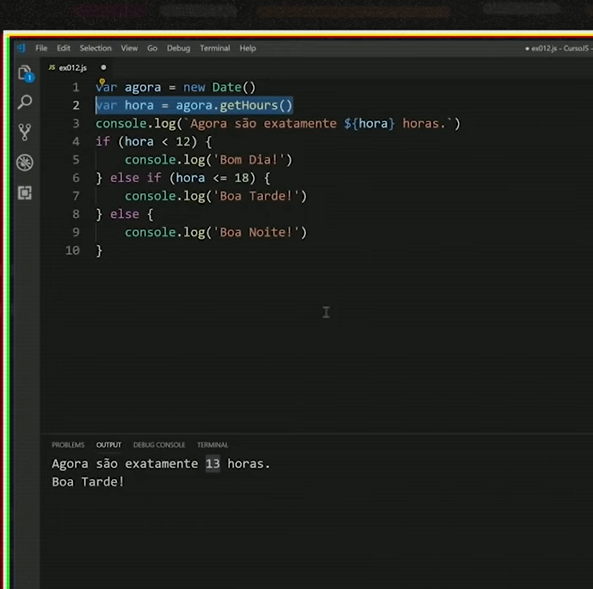 File Edit Selection View Go Debug Terminal Help
● ex012.js - CursoJS -
JS ex012.js ●
1
1 var agora = new Date()
2 var hora = agora.getHours()
3 console.log(`Agora são exatamente ${hora} horas.`)
4 if (hora < 12) {
5 console.log('Bom Dia!')
6 } else if (hora <= 18) {
7 console.log('Boa Tarde!')
8 } else {
9 console.log('Boa Noite!')
10 }
PROBLEMS OUTPUT DEBUG CONSOLE TERMINAL
Agora são exatamente 13 horas.
Boa Tarde!